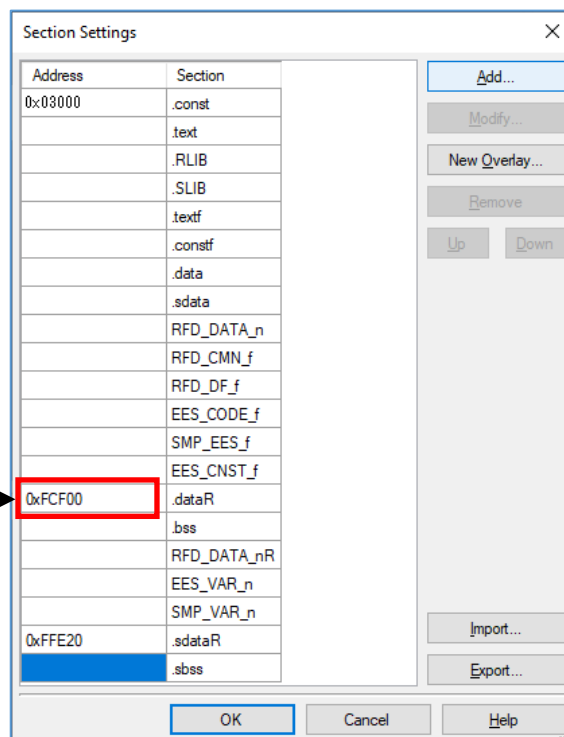 Section Settings
Address Section
0x03000 .const
.text
.RLIB
.SLIB
.textf
.constf
.data
.sdata
RFD_DATA_n
RFD_CMN_f
RFD_DF_f
EES_CODE_f
SMP_EES_f
EES_CNST_f
0xFCF00 .dataR
.bss
RFD_DATA_nR
EES_VAR_n
SMP_VAR_n
0xFFE20 .sdataR
.sbss
Add...
Modify...
New Overlay...
Remove
Up Down
Import...
Export...
OK Cancel Help